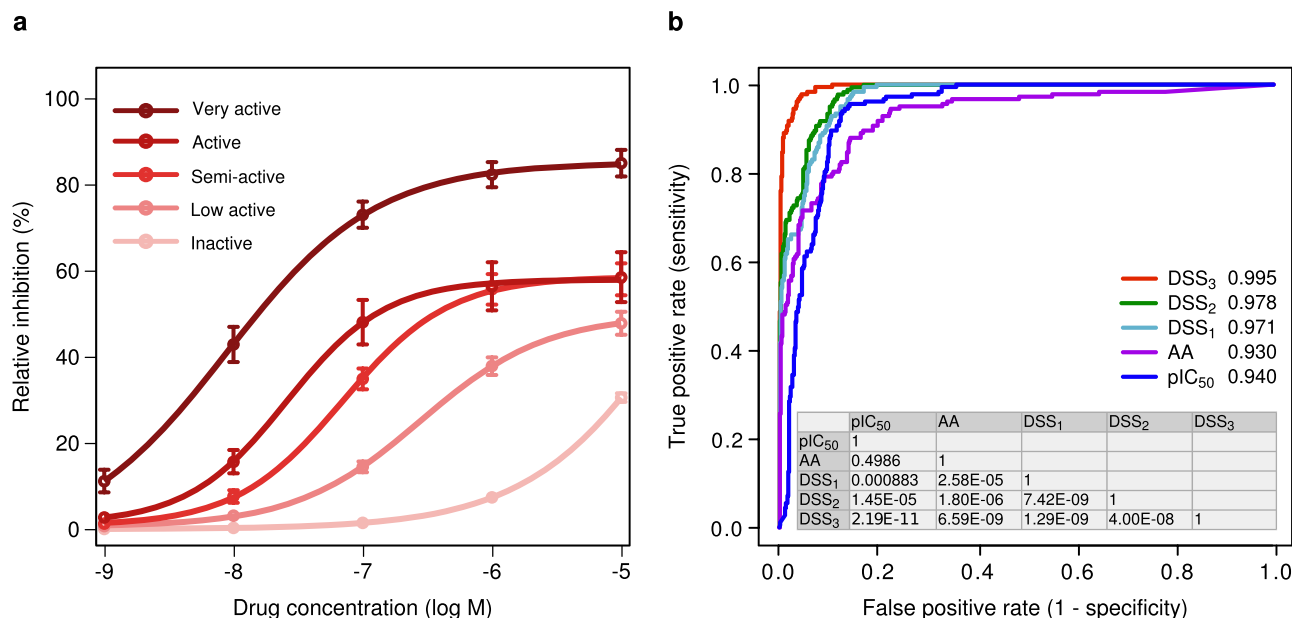 a
Relative inhibition (%)
100
80
60
40
20
0
Very active
Active
Semi-active
Low active
Inactive
-9 -8 -7 -6 -5
Drug concentration (log M)
b
True positive rate (sensitivity)
1.0
0.8
0.6
0.4
0.2
0.0
DSS3 0.995
DSS2 0.978
DSS1 0.971
AA 0.930
pIC50 0.940
pIC50 AA DSS1 DSS2 DSS3
pIC50 1
AA 0.4986 1
DSS1 0.000883 2.58E-05 1
DSS2 1.45E-05 1.80E-06 7.42E-09 1
DSS3 2.19E-11 6.59E-09 1.29E-09 4.00E-08 1
0.0 0.2 0.4 0.6 0.8 1.0
False positive rate (1 - specificity)